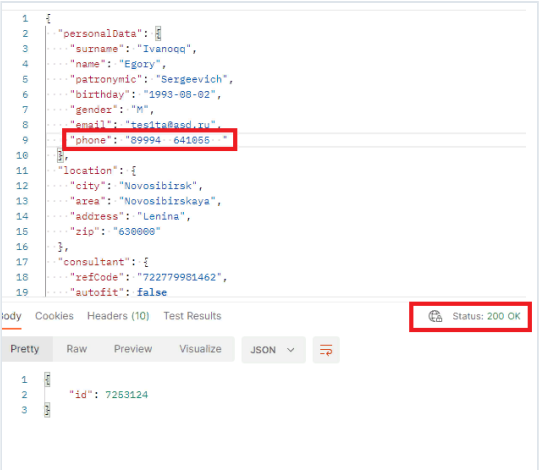 1 {
2 "personalData": {
3 "surname": "Ivanoqq",
4 "name": "Egory",
5 "patronymic": "Sergeevich",
6 "birthday": "1993-08-02",
7 "gender": "M",
8 "email": "tes1ta@asd.ru",
9 "phone": "89994  641055  "
10 },
11 "location": {
12 "city": "Novosibirsk",
13 "area": "Novosibirskaya",
14 "address": "Lenina",
15 "zip": "630000"
16 },
17 "consultant": {
18 "refCode": "722779981462",
19 "autofit": false
Body Cookies Headers (10) Test Results Status: 200 OK
Pretty Raw Preview Visualize JSON
1 {
2 "id": 7253124
3 }